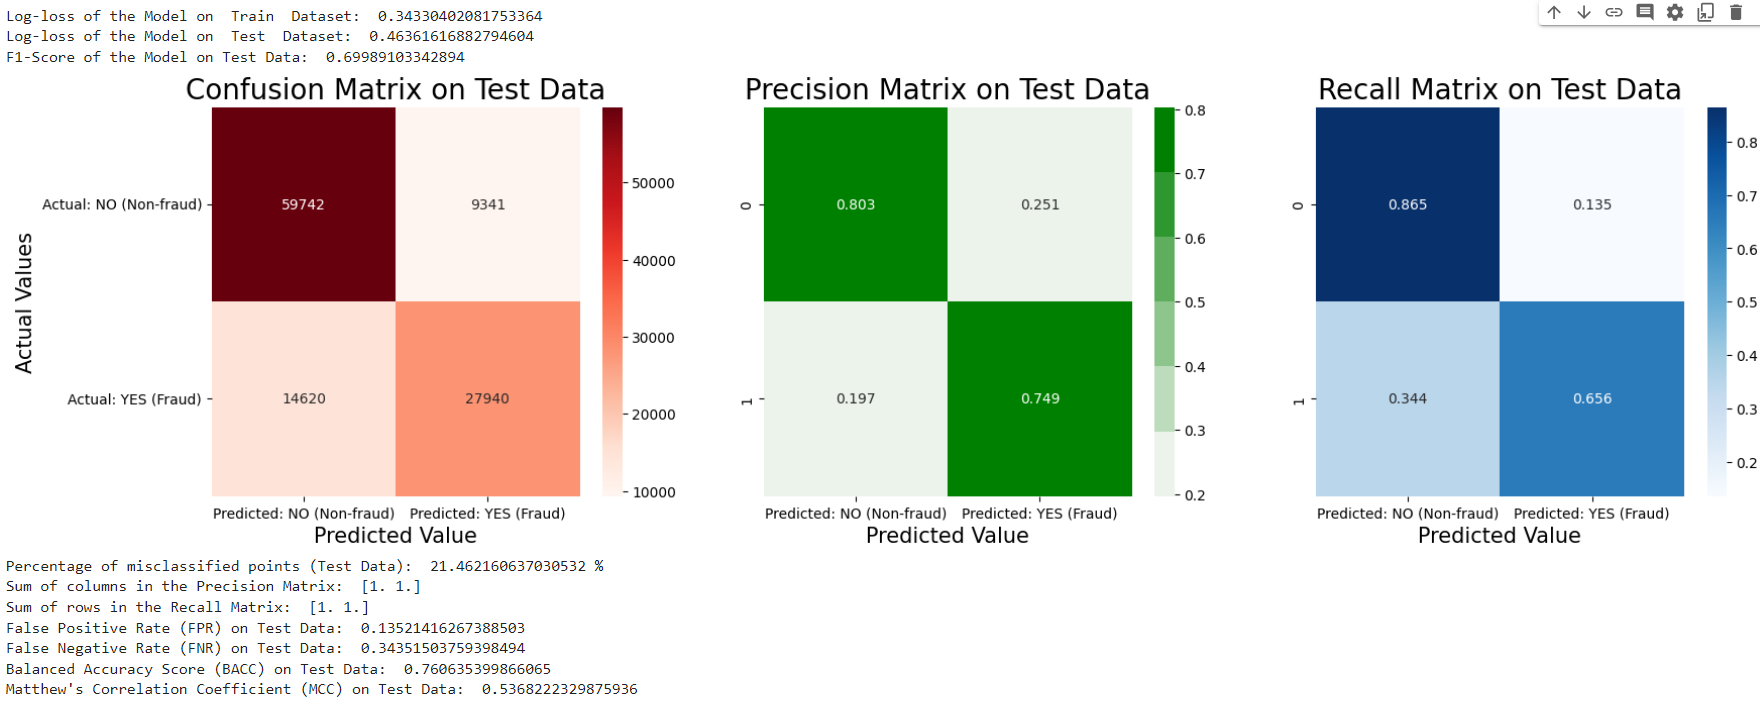 Log-loss of the Model on  Train  Dataset:  0.34330402081753364
Log-loss of the Model on  Test  Dataset:  0.46361616882794604
F1-Score of the Model on Test Data:  0.69989103342894
Confusion Matrix on Test Data
Actual Values
Actual: NO (Non-fraud)
59742
9341
Actual: YES (Fraud)
14620
27940
Predicted: NO (Non-fraud)
Predicted: YES (Fraud)
Predicted Value
50000
40000
30000
20000
10000
Precision Matrix on Test Data
0
0.803
0.251
1
0.197
0.749
Predicted: NO (Non-fraud)
Predicted: YES (Fraud)
Predicted Value
0.8
0.7
0.6
0.5
0.4
0.3
0.2
Recall Matrix on Test Data
0
0.865
0.135
1
0.344
0.656
Predicted: NO (Non-fraud)
Predicted: YES (Fraud)
Predicted Value
0.8
0.7
0.6
0.5
0.4
0.3
0.2
Percentage of misclassified points (Test Data):  21.462160637030532 %
Sum of columns in the Precision Matrix:  [1. 1.]
Sum of rows in the Recall Matrix:  [1. 1.]
False Positive Rate (FPR) on Test Data:  0.13521416267388503
False Negative Rate (FNR) on Test Data:  0.34351503759398494
Balanced Accuracy Score (BACC) on Test Data:  0.760635399866065
Matthew's Correlation Coefficient (MCC) on Test Data:  0.5368222329875936